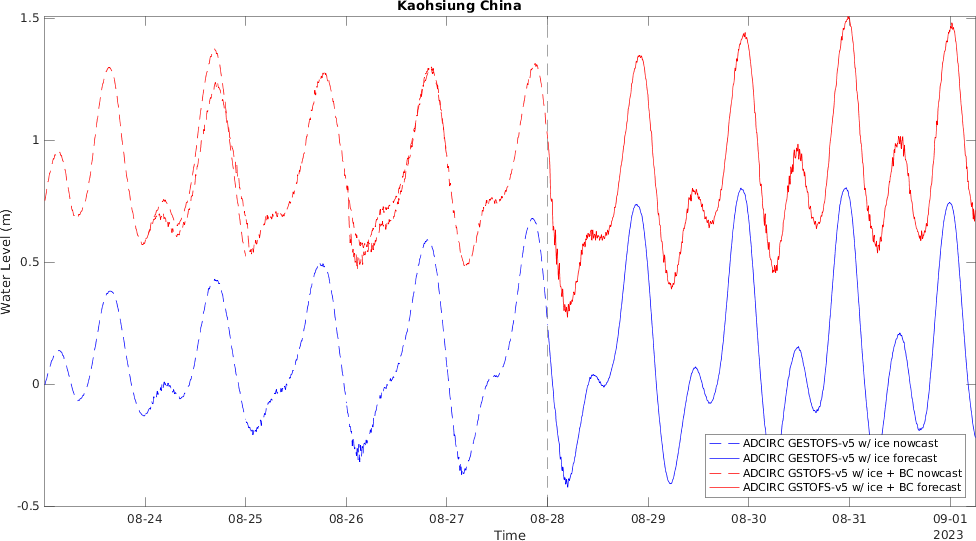 Kaohsiung China
1.5
1
0.5
0
-0.5
Water Level (m)
08-24 08-25 08-26 08-27 08-28 08-29 08-30 08-31 09-01
2023
Time
ADCIRC GESTOFS-v5 w/ ice nowcast
ADCIRC GESTOFS-v5 w/ ice forecast
ADCIRC GSTOFS-v5 w/ ice + BC nowcast
ADCIRC GSTOFS-v5 w/ ice + BC forecast